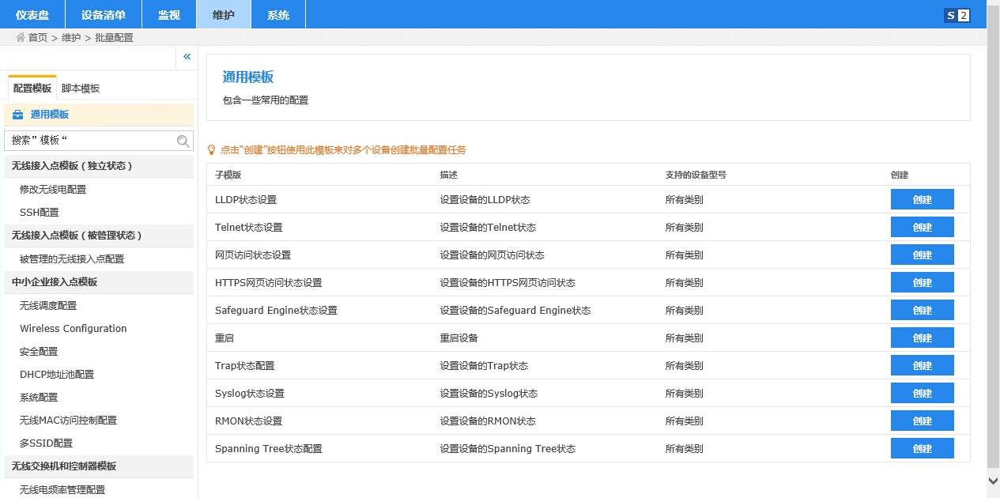 仪表盘 设备清单 监视 维护 系统 S 2
首页 > 维护 > 批量配置
«
配置模板 脚本模板
通用模板
搜索”模板“
无线接入点模板 ( 独立状态 )
修改无线电配置
SSH配置
无线接入点模板 ( 被管理状态 )
被管理的无线接入点配置
中小企业接入点模板
无线调度配置
Wireless Configuration
安全配置
DHCP地址池配置
系统配置
无线MAC访问控制配置
多SSID配置
无线交换机和控制器模板
无线电频率管理配置
通用模板
包含一些常用的配置
点击“创建”按钮使用此模板来对多个设备创建批量配置任务
子模版 描述 支持的设备型号 创建
LLDP状态设置 设置设备的LLDP状态 所有类别 创建
Telnet状态设置 设置设备的Telnet状态 所有类别 创建
网页访问状态设置 设置设备的网页访问状态 所有类别 创建
HTTPS网页访问状态设置 设置设备的HTTPS网页访问状态 所有类别 创建
Safeguard Engine状态设置 设置设备的Safeguard Engine状态 所有类别 创建
重启 重启设备 所有类别 创建
Trap状态配置 设置设备的Trap状态 所有类别 创建
Syslog状态设置 设置设备的Syslog状态 所有类别 创建
RMON状态设置 设置设备的RMON状态 所有类别 创建
Spanning Tree状态配置 设置设备的Spanning Tree状态 所有类别 创建